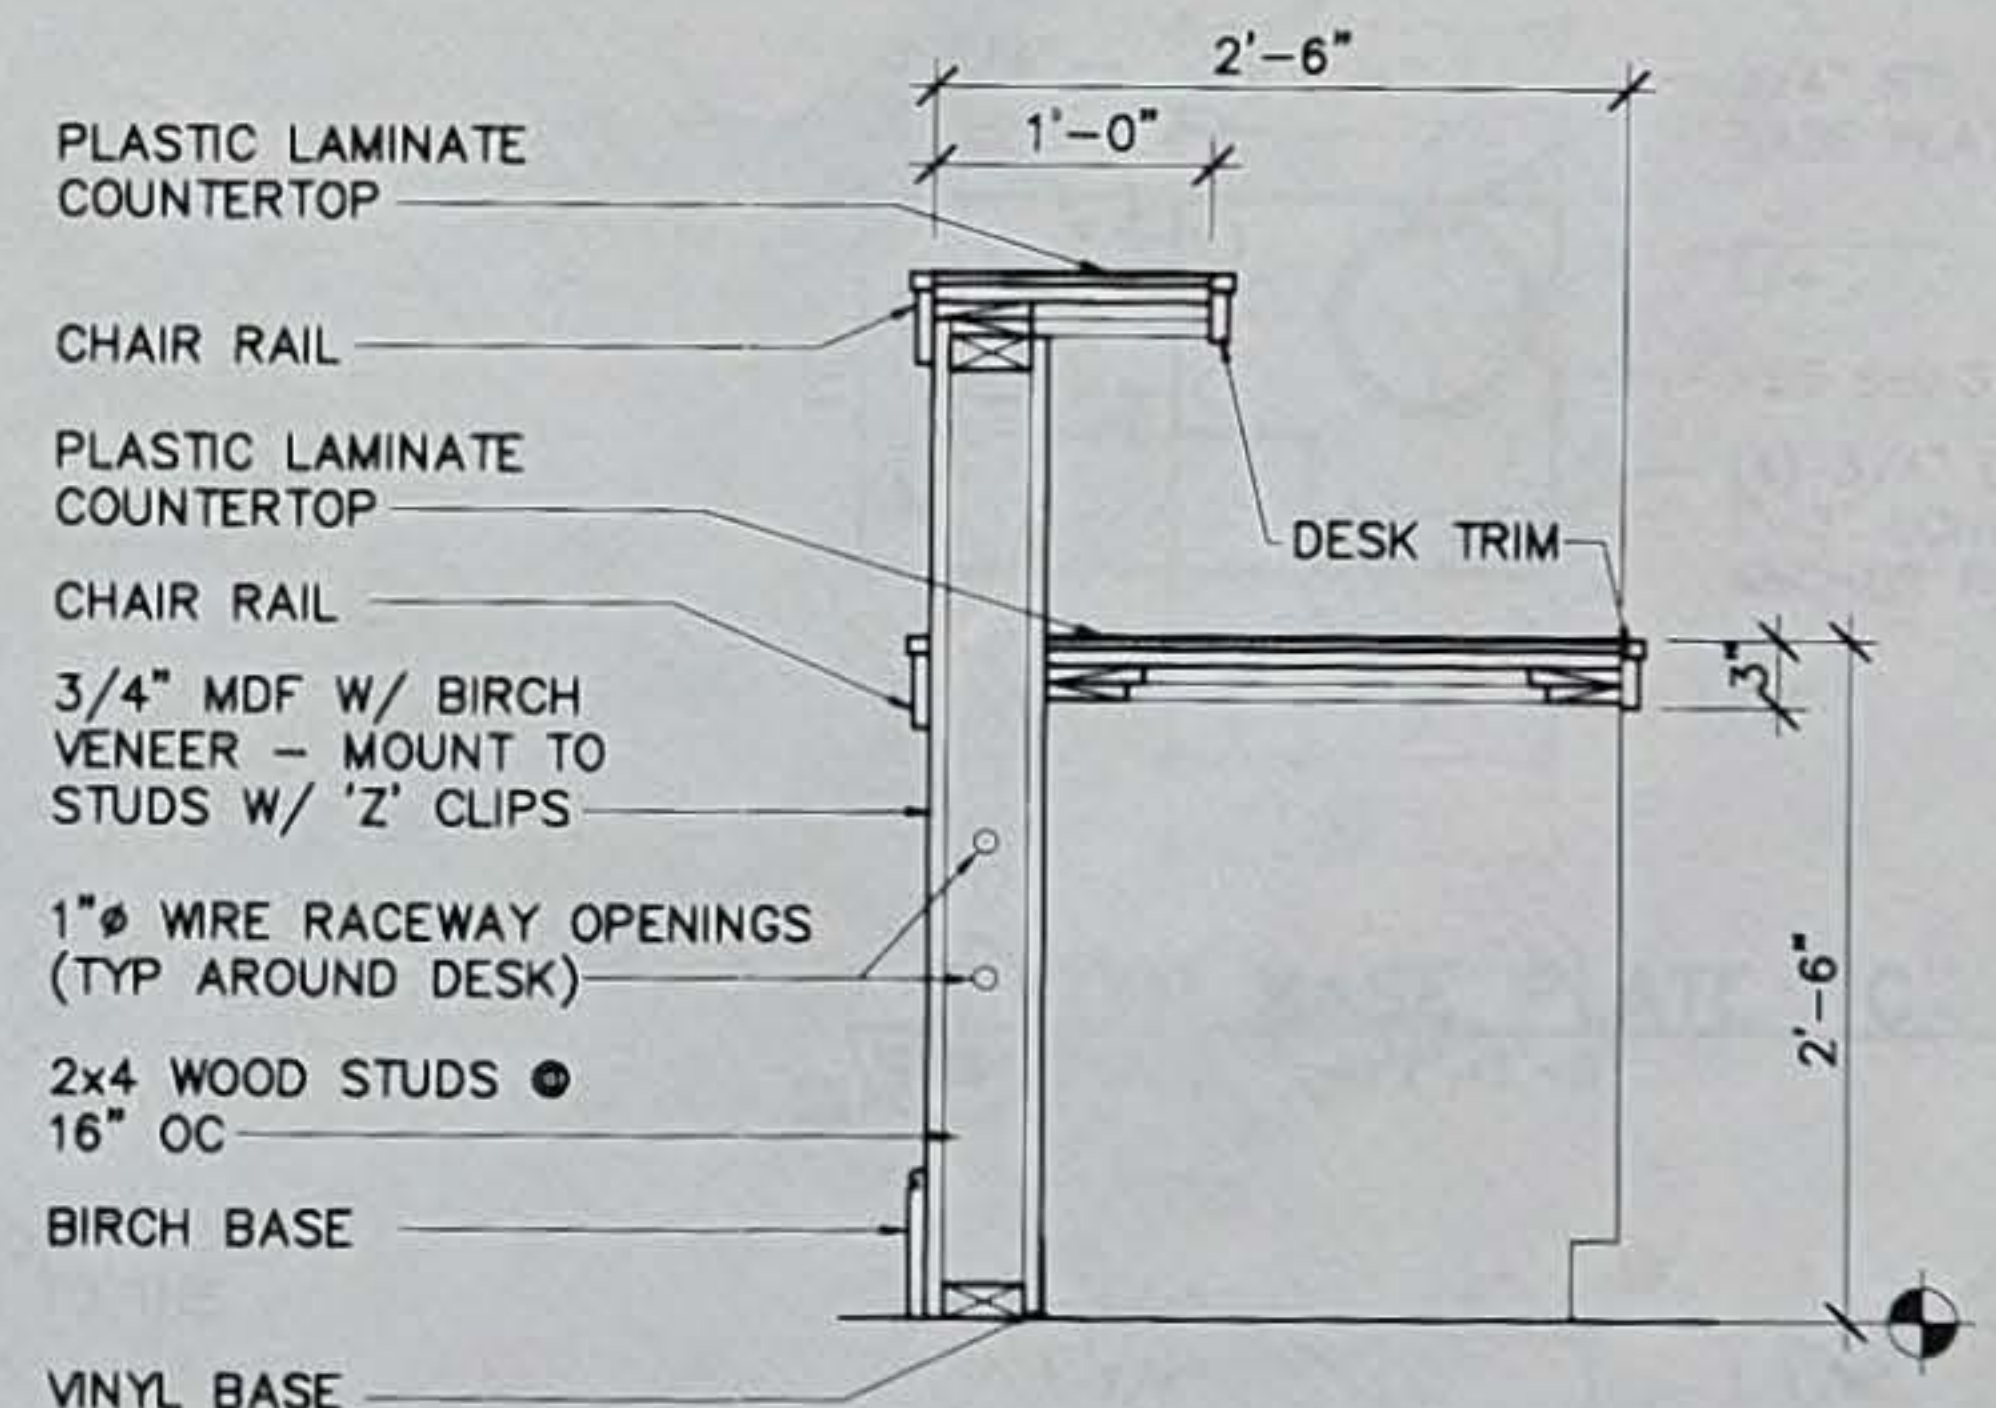 2'-6"
1'-0"
PLASTIC LAMINATE
COUNTERTOP
CHAIR RAIL
PLASTIC LAMINATE
COUNTERTOP
DESK TRIM
CHAIR RAIL
3"
3/4" MDF W/ BIRCH
VENEER – MOUNT TO
STUDS W/ 'Z' CLIPS
1"ø WIRE RACEWAY OPENINGS
(TYP AROUND DESK)
2'-6"
2x4 WOOD STUDS @
16" OC
BIRCH BASE
VINYL BASE